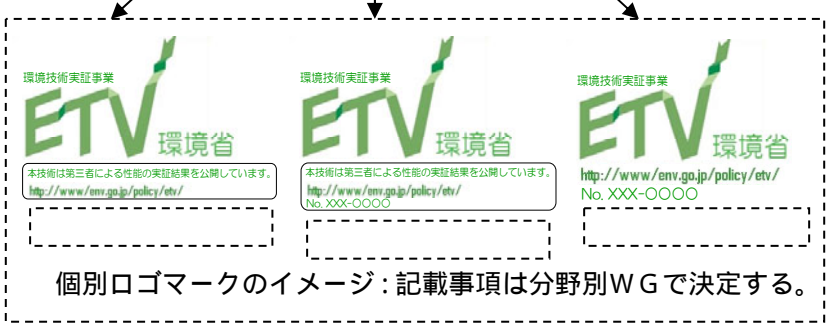 環境技術実証事業
ETV 環境省
本技術は第三者による性能の実証結果を公開しています。
http://www/env.go.jp/policy/etv/
環境技術実証事業
ETV 環境省
本技術は第三者による性能の実証結果を公開しています。
http://www/env.go.jp/policy/etv/
No. XXX-〇〇〇〇
環境技術実証事業
ETV 環境省
http://www/env.go.jp/policy/etv/
No. XXX-〇〇〇〇
個別ロゴマークのイメージ:記載事項は分野別WGで決定する。